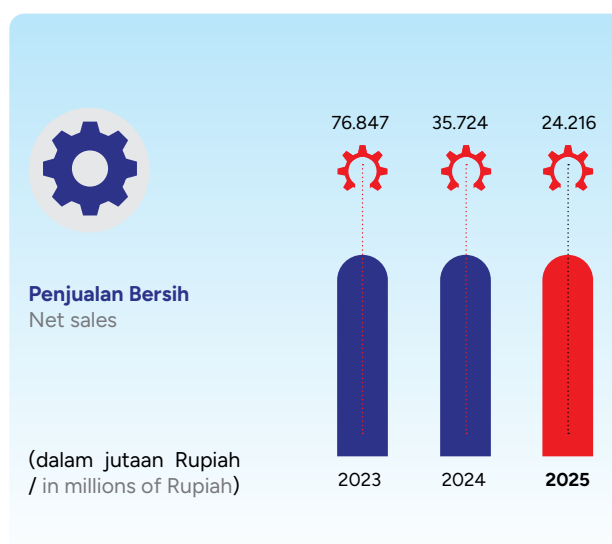 76.847 35.724 24.216
Penjualan Bersih
Net sales
(dalam jutaan Rupiah
/ in millions of Rupiah)
2023 2024 2025